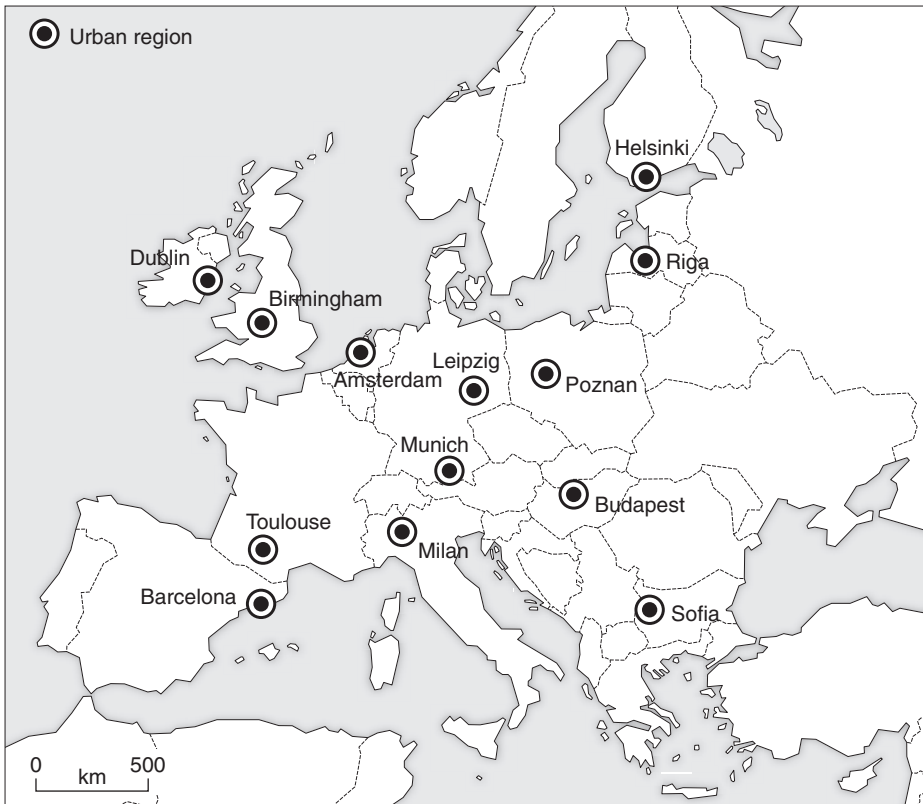 Urban region
Helsinki
Dublin
Riga
Birmingham
Leipzig
Amsterdam
Poznan
Munich
Budapest
Toulouse
Milan
Barcelona
Sofia
0 500
km